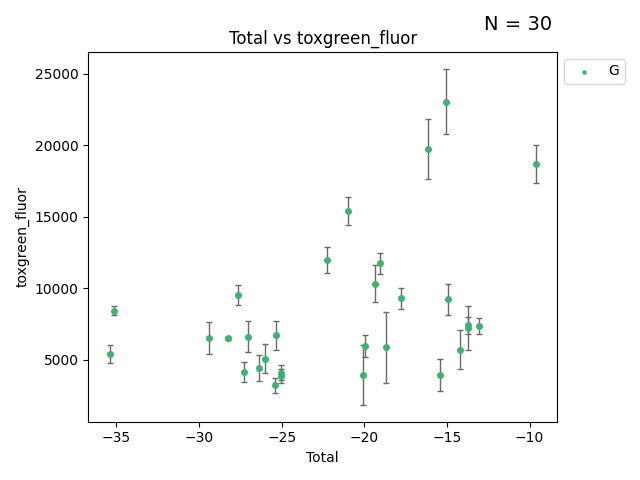 N = 30
Total vs toxgreen_fluor
G
toxgreen_fluor
25000
20000
15000
10000
5000
−35
−30
−25
−20
−15
−10
Total